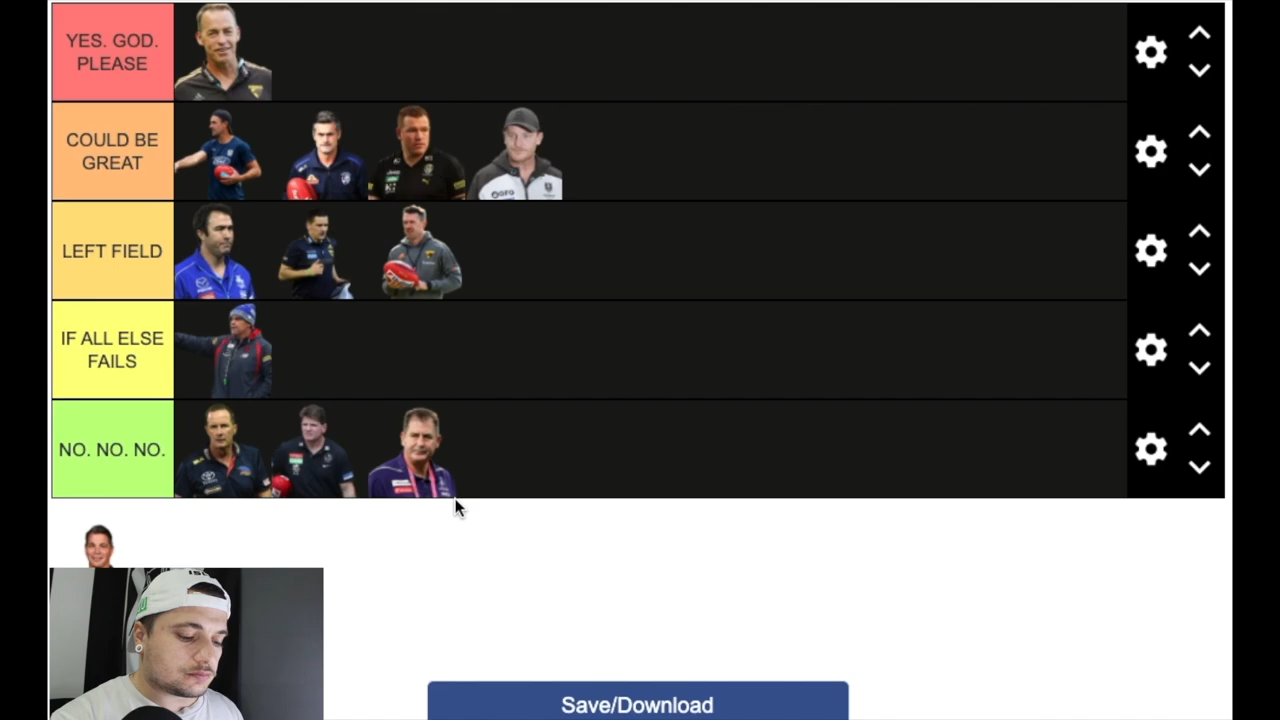 YES. GOD.
PLEASE
COULD BE
GREAT
LEFT FIELD
IF ALL ELSE
FAILS
NO. NO. NO.
Save/Download